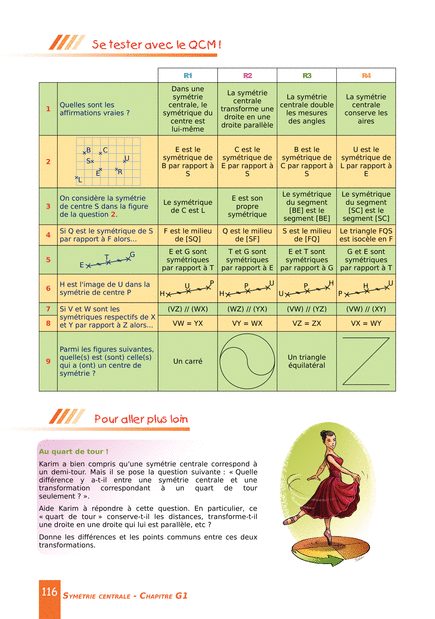 Se tester avec le QCM !
R1 R2 R3 R4
1
Quelles sont les
affirmations vraies ?
Dans une
symétrie
centrale, le
symétrique du
centre est
lui-même
La symétrie
centrale
transforme une
droite en une
droite parallèle
La symétrie
centrale double
les mesures
des angles
La symétrie
centrale
conserve les
aires
2
B C
S U
E R
L
E est le
symétrique de
B par rapport à
S
C est le
symétrique de
E par rapport à
S
B est le
symétrique de
C par rapport à
S
U est le
symétrique de
L par rapport à
E
3
On considère la symétrie
de centre S dans la figure
de la question 2.
Le symétrique
de C est L
E est son
propre
symétrique
Le symétrique
du segment
[BE] est le
segment [BE]
Le symétrique
du segment
[SC] est le
segment [SC]
4
Si Q est le symétrique de S
par rapport à F alors...
F est le milieu
de [SQ]
Q est le milieu
de [SF]
S est le milieu
de [FQ]
Le triangle FQS
est isocèle en F
5
E T G
E et G sont
symétriques
par rapport à T
T et G sont
symétriques
par rapport à E
E et T sont
symétriques
par rapport à G
G et E sont
symétriques
par rapport à T
6
H est l'image de U dans la
symétrie de centre P
H U P
H P U
U P H
P H U
7
Si V et W sont les
symétriques respectifs de X
et Y par rapport à Z alors...
(VZ) // (WX)
(WZ) // (YX)
(VW) // (YZ)
(VW) // (XY)
8
VW = YX
VY = WX
VZ = ZX
VX = WY
9
Parmi les figures suivantes,
quelle(s) est (sont) celle(s)
qui a (ont) un centre de
symétrie ?
Un carré
Un triangle
équilatéral
Pour aller plus loin
Au quart de tour !
Karim a bien compris qu'une symétrie centrale correspond à
un demi-tour. Mais il se pose la question suivante : « Quelle
différence y a-t-il entre une symétrie centrale et une
transformation correspondant à un quart de tour
seulement ? ».
Aide Karim à répondre à cette question. En particulier, ce
« quart de tour » conserve-t-il les distances, transforme-t-il
une droite en une droite qui lui est parallèle, etc ?
Donne les différences et les points communs entre ces deux
transformations.
116 SYMÉTRIE CENTRALE • CHAPITRE G1